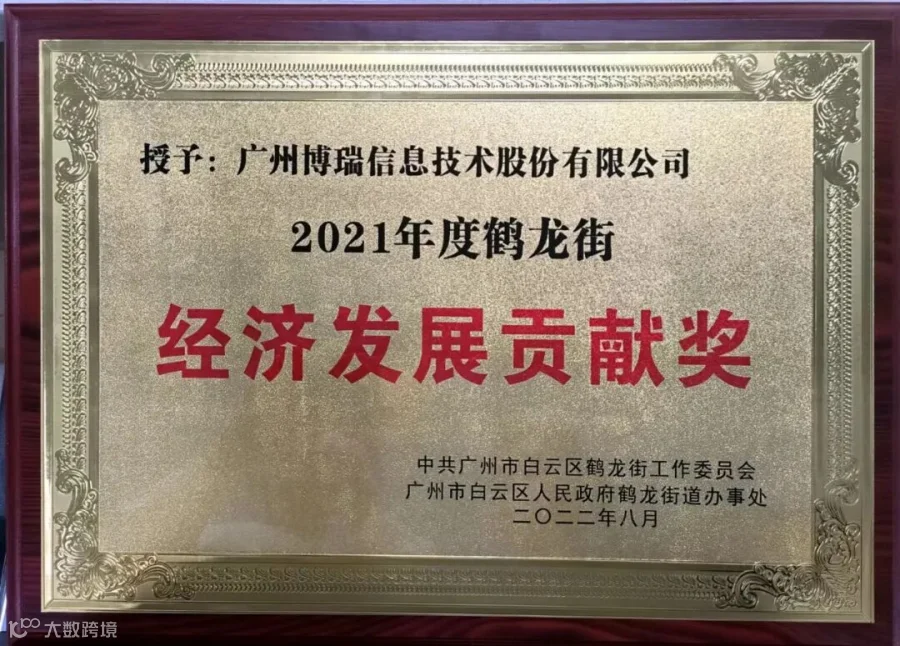 授予：广州博瑞信息技术股份有限公司
2021年度鹤龙街
经济发展贡献奖
中共广州市白云区鹤龙街工作委员会
广州市白云区人民政府鹤龙街道办事处
二〇二二年八月
大数跨境